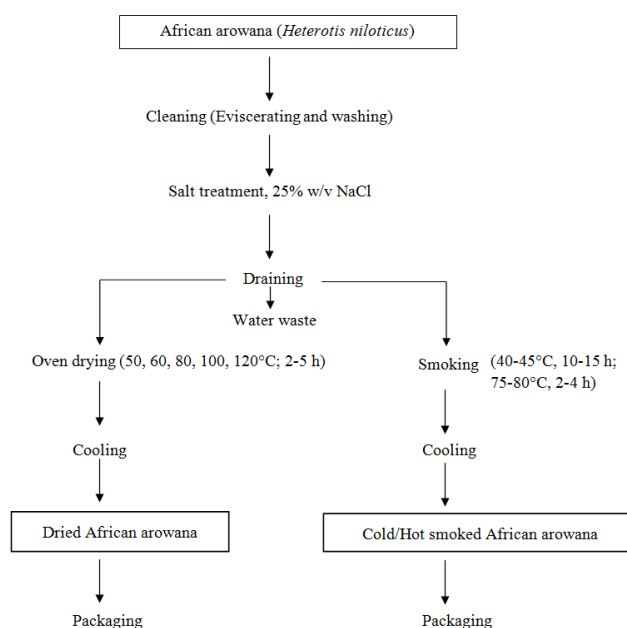 African arowana (Heterotis niloticus)
Cleaning (Eviscerating and washing)
Salt treatment, 25% w/v NaCl
Draining
Water waste
Oven drying (50, 60, 80, 100, 120°C; 2-5 h)
Cooling
Dried African arowana
Packaging
Smoking (40-45°C, 10-15 h;
75-80°C, 2-4 h)
Cooling
Cold/Hot smoked African arowana
Packaging